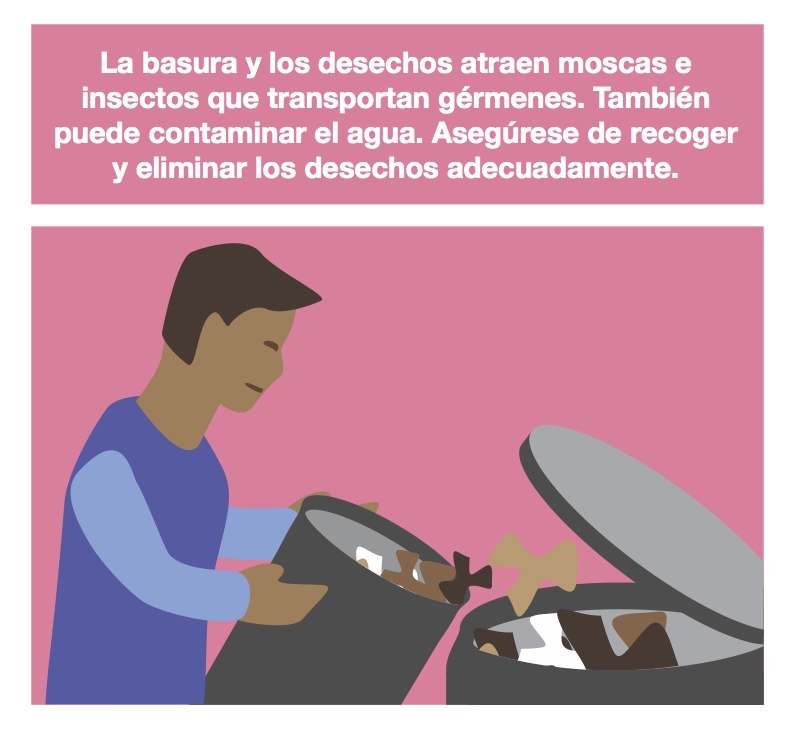 La basura y los desechos atraen moscas e
insectos que transportan gérmenes. También
puede contaminar el agua. Asegúrese de recoger
y eliminar los desechos adecuadamente.